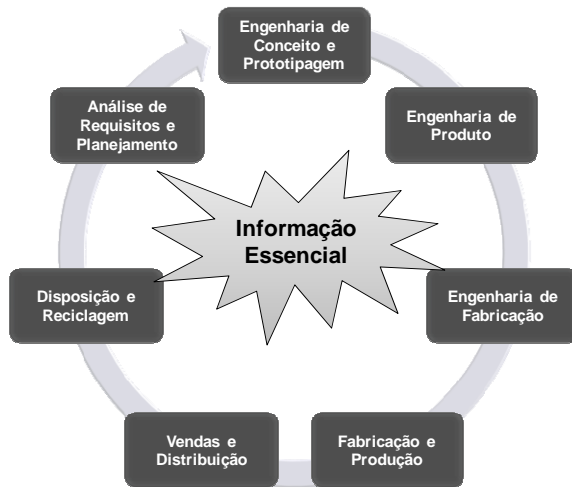 Engenharia de
Conceito e
Prototipagem
Engenharia de
Produto
Engenharia de
Fabricação
Fabricação e
Produção
Vendas e
Distribuição
Disposição e
Reciclagem
Análise de
Requisitos e
Planejamento
Informação
Essencial